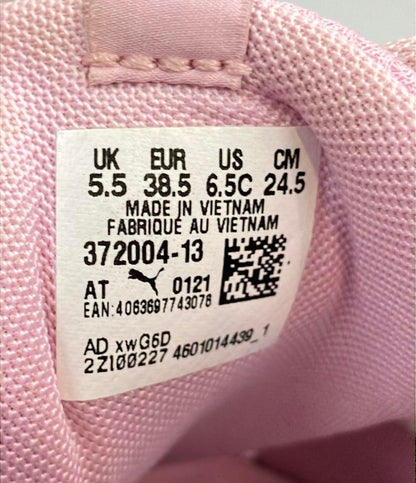 UK EUR US CM
5.5 38.5 6.5C 24.5
MADE IN VIETNAM
FABRIQUÉ AU VIETNAM
372004-13
AT 0121
EAN:4063697743076
AD xwG6D
2Z100227 4601014439_1